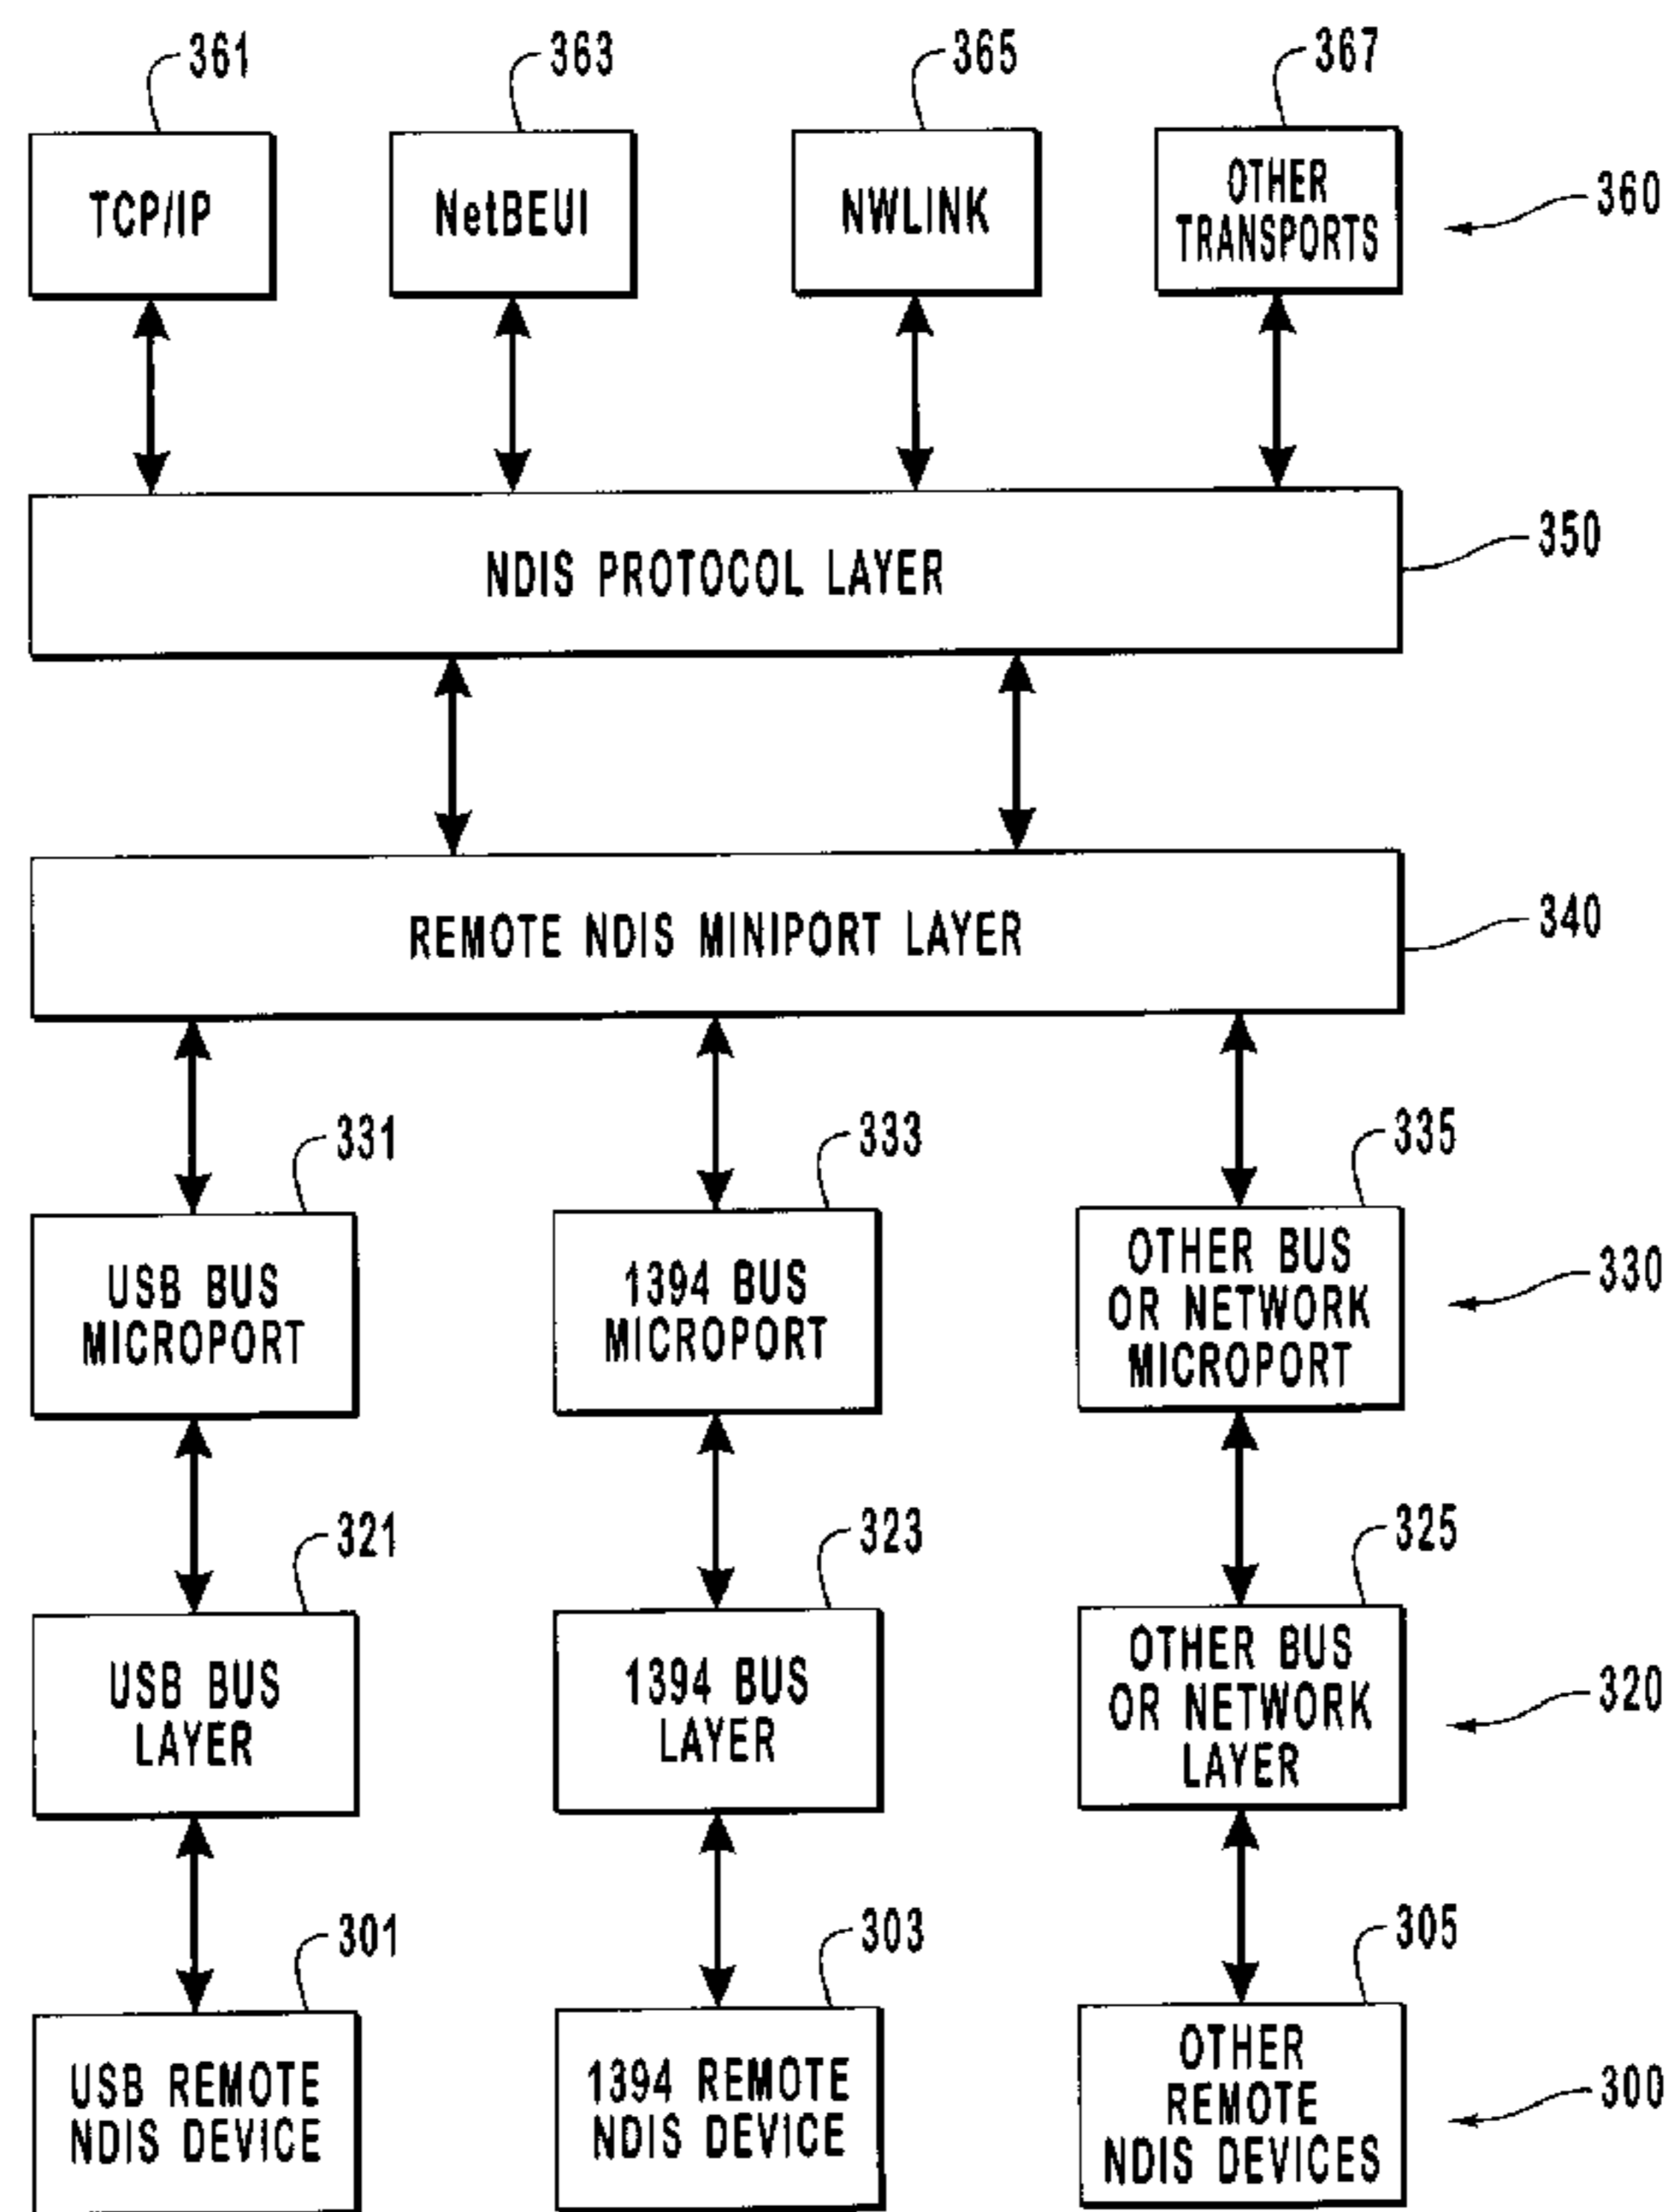 361
363
365
367
TCP/IP
NetBEUI
NWLINK
OTHER
TRANSPORTS
360
NDIS PROTOCOL LAYER
350
REMOTE NDIS MINIPORT LAYER
340
331
333
335
USB BUS
MICROPORT
1394 BUS
MICROPORT
OTHER BUS
OR NETWORK
MICROPORT
330
321
323
325
USB BUS
LAYER
1394 BUS
LAYER
OTHER BUS
OR NETWORK
LAYER
320
301
303
305
USB REMOTE
NDIS DEVICE
1394 REMOTE
NDIS DEVICE
OTHER
REMOTE
NDIS DEVICES
300